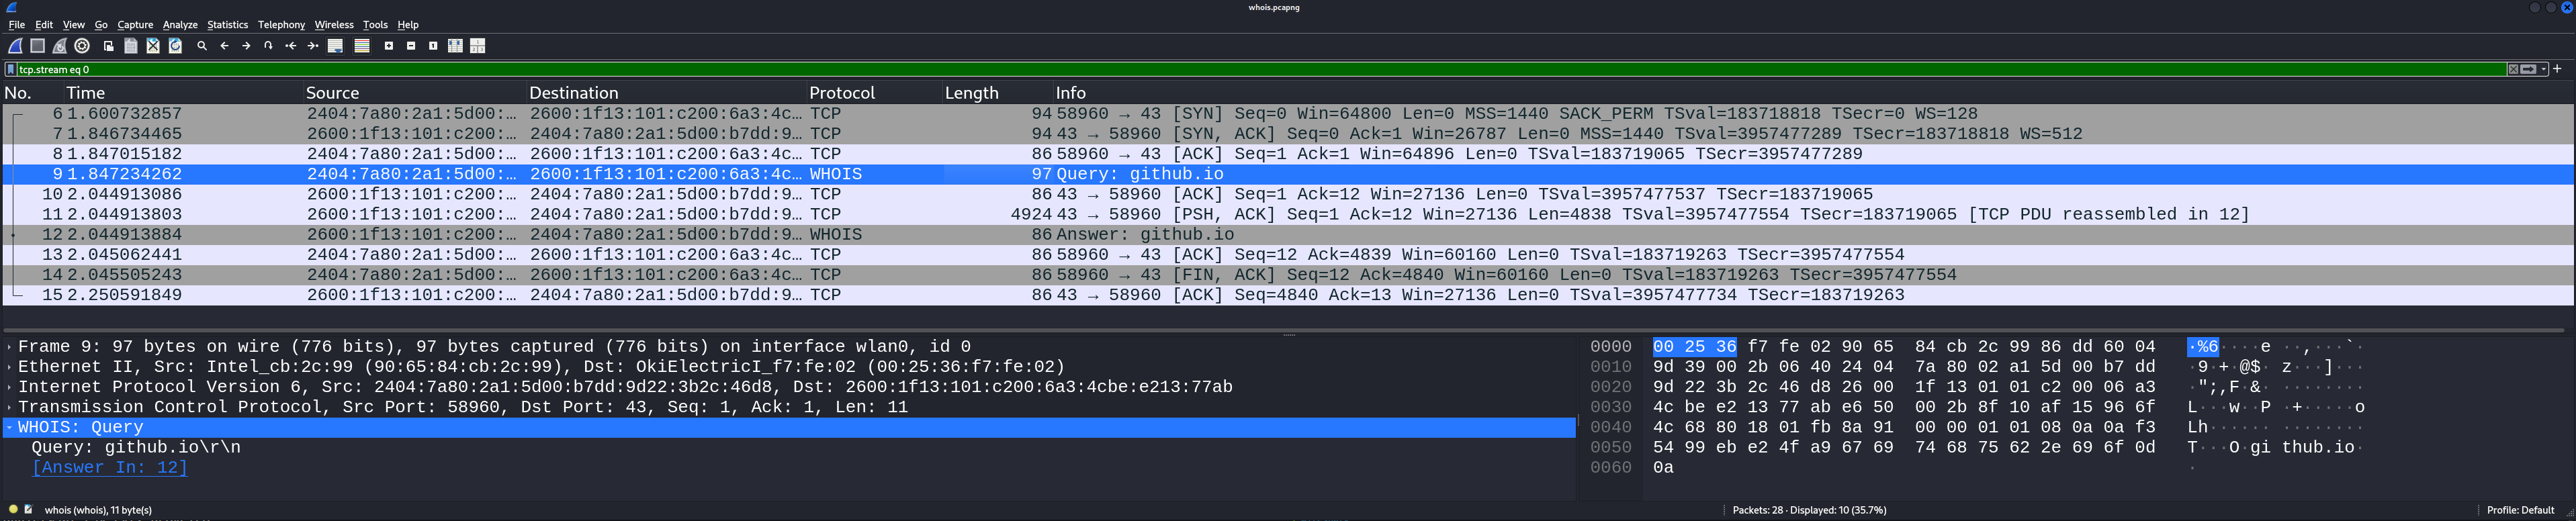 whois.pcapng
File Edit View Go Capture Analyze Statistics Telephony Wireless Tools Help
tcp.stream eq 0
No. Time Source Destination Protocol Length Info
6 1.600732857 2404:7a80:2a1:5d00:… 2600:1f13:101:c200:6a3:4c… TCP 94 58960 → 43 [SYN] Seq=0 Win=64800 Len=0 MSS=1440 SACK_PERM TSval=183718818 TSecr=0 WS=128
7 1.846734465 2600:1f13:101:c200:… 2404:7a80:2a1:5d00:b7dd:9… TCP 94 43 → 58960 [SYN, ACK] Seq=0 Ack=1 Win=26787 Len=0 MSS=1440 TSval=3957477289 TSecr=183718818 WS=512
8 1.847015182 2404:7a80:2a1:5d00:… 2600:1f13:101:c200:6a3:4c… TCP 86 58960 → 43 [ACK] Seq=1 Ack=1 Win=64896 Len=0 TSval=183719065 TSecr=3957477289
9 1.847234262 2404:7a80:2a1:5d00:… 2600:1f13:101:c200:6a3:4c… WHOIS 97 Query: github.io
10 2.044913086 2600:1f13:101:c200:… 2404:7a80:2a1:5d00:b7dd:9… TCP 86 43 → 58960 [ACK] Seq=1 Ack=12 Win=27136 Len=0 TSval=3957477537 TSecr=183719065
11 2.044913803 2600:1f13:101:c200:… 2404:7a80:2a1:5d00:b7dd:9… TCP 4924 43 → 58960 [PSH, ACK] Seq=1 Ack=12 Win=27136 Len=4838 TSval=3957477554 TSecr=183719065 [TCP PDU reassembled in 12]
12 2.044913884 2600:1f13:101:c200:… 2404:7a80:2a1:5d00:b7dd:9… WHOIS 86 Answer: github.io
13 2.045062441 2404:7a80:2a1:5d00:… 2600:1f13:101:c200:6a3:4c… TCP 86 58960 → 43 [ACK] Seq=12 Ack=4839 Win=60160 Len=0 TSval=183719263 TSecr=3957477554
14 2.045505243 2404:7a80:2a1:5d00:… 2600:1f13:101:c200:6a3:4c… TCP 86 58960 → 43 [FIN, ACK] Seq=12 Ack=4840 Win=60160 Len=0 TSval=183719263 TSecr=3957477554
15 2.250591849 2600:1f13:101:c200:… 2404:7a80:2a1:5d00:b7dd:9… TCP 86 43 → 58960 [ACK] Seq=4840 Ack=13 Win=27136 Len=0 TSval=3957477734 TSecr=183719263
Frame 9: 97 bytes on wire (776 bits), 97 bytes captured (776 bits) on interface wlan0, id 0
Ethernet II, Src: Intel_cb:2c:99 (90:65:84:cb:2c:99), Dst: OkiElectricI_f7:fe:02 (00:25:36:f7:fe:02)
Internet Protocol Version 6, Src: 2404:7a80:2a1:5d00:b7dd:9d22:3b2c:46d8, Dst: 2600:1f13:101:c200:6a3:4cbe:e213:77ab
Transmission Control Protocol, Src Port: 58960, Dst Port: 43, Seq: 1, Ack: 1, Len: 11
WHOIS: Query
Query: github.io\r\n
[Answer In: 12]
0000 00 25 36 f7 fe 02 90 65 84 cb 2c 99 86 dd 60 04 ·%6····e ··,···`·
0010 9d 39 00 2b 06 40 24 04 7a 80 02 a1 5d 00 b7 dd ·9·+·@$· z···]···
0020 9d 22 3b 2c 46 d8 26 00 1f 13 01 01 c2 00 06 a3 ·";,F·&· ········
0030 4c be e2 13 77 ab e6 50 00 2b 8f 10 af 15 96 6f L···w··P ·+·····o
0040 4c 68 80 18 01 fb 8a 91 00 00 01 01 08 0a 0a f3 Lh······ ········
0050 54 99 eb e2 4f a9 67 69 74 68 75 62 2e 69 6f 0d T···O·gi thub.io·
0060 0a ·
whois (whois), 11 byte(s)
Packets: 28 · Displayed: 10 (35.7%)
Profile: Default